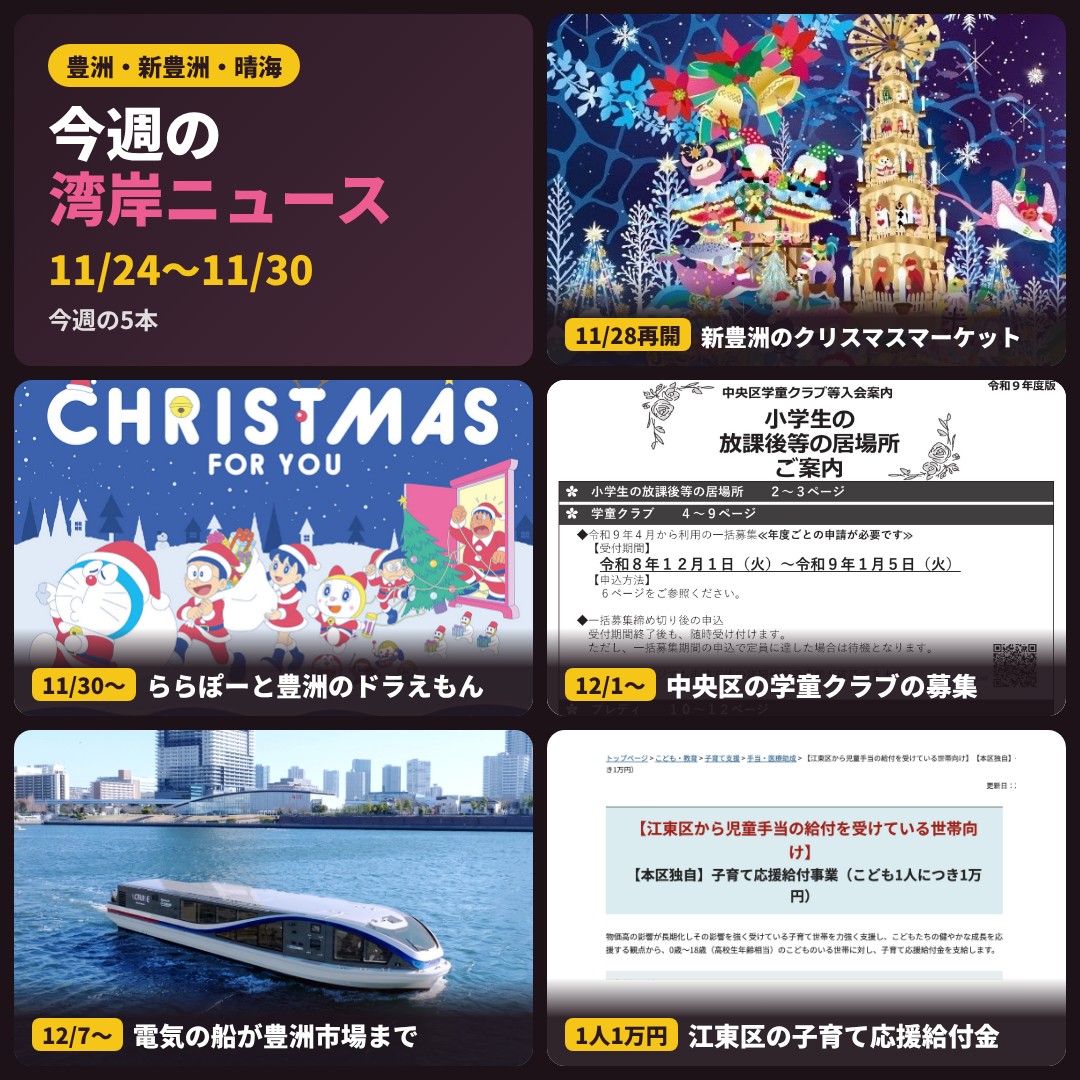 豊洲・新豊洲・晴海
今週の
湾岸ニュース
11/24〜11/30
今週の5本
11/28再開 新豊洲のクリスマスマーケット
CHRISTMAS
FOR YOU
11/30〜 ららぽーと豊洲のドラえもん
令和９年度版
中央区学童クラブ等入会案内
小学生の
放課後等の居場所
ご案内
小学生の放課後等の居場所 ２〜３ページ
学童クラブ ４〜９ページ
◆令和９年４月から利用の一括募集≪年度ごとの申請が必要です≫
【受付期間】
令和８年１２月１日（火）〜令和９年１月５日（火）
【申込方法】
６ページをご参照ください。
◆一括募集締め切り後の申込
受付期間終了後も、随時受け付けます。
ただし、一括募集期間の申込で定員に達した場合は待機となります。
プレディ １０〜１２ページ
12/1〜 中央区の学童クラブの募集
12/7〜 電気の船が豊洲市場まで
トップページ > こども・教育 > 子育て支援 > 手当・医療助成 > 【江東区から児童手当の給付を受けている世帯向け】【本区独自】
き1万円）
更新日：
【江東区から児童手当の給付を受けている世帯向
け】
【本区独自】子育て応援給付事業（こども1人につき1万
円）
物価高の影響が長期化しその影響を強く受けている子育て世帯を力強く支援し、こどもたちの健やかな成長を応
援する観点から、0歳〜18歳（高校生年齢相当）のこどものいる世帯に対し、子育て応援給付金を支給します。
1人1万円 江東区の子育て応援給付金